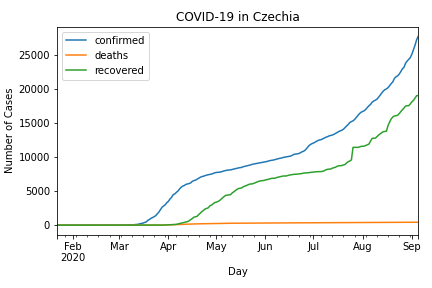 COVID-19 in Czechia
confirmed
deaths
recovered
Number of Cases
25000
20000
15000
10000
5000
0
Feb Mar Apr May Jun Jul Aug Sep
2020
Day